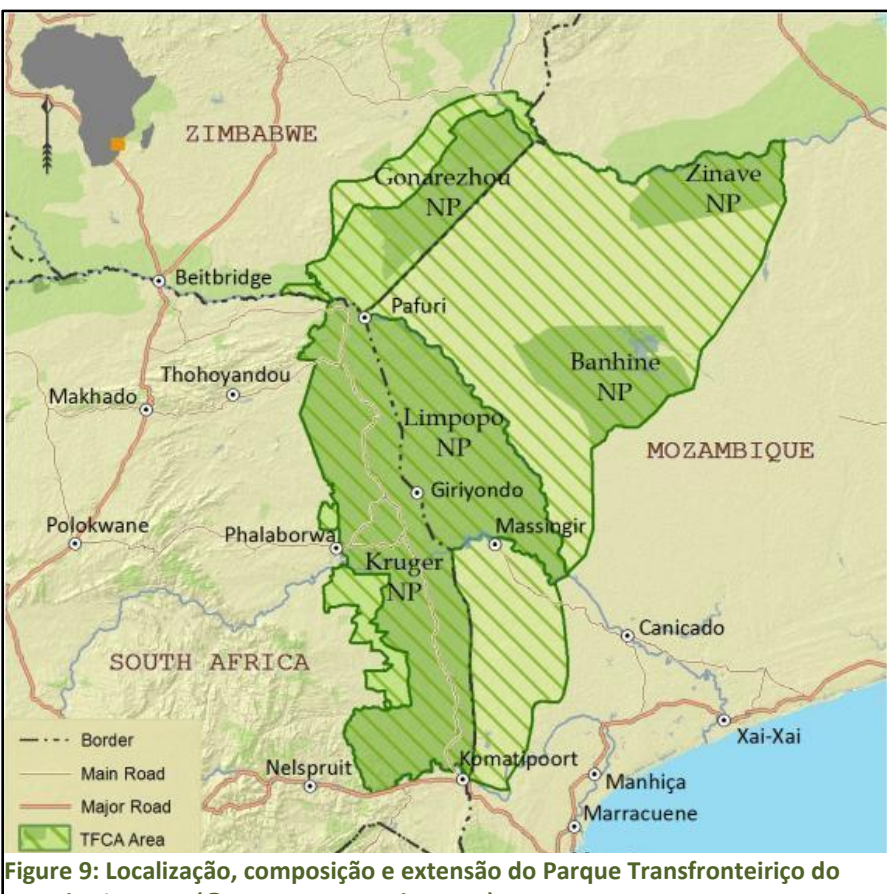 ZIMBABWE
Gonarezhou
NP
Zinave
NP
Beitbridge
Pafuri
Thohoyandou
Makhado
Banhine
NP
Limpopo
NP
MOZAMBIQUE
Giriyondo
Polokwane
Phalaborwa
Massingir
Kruger
NP
Canicado
SOUTH AFRICA
Xai-Xai
Border
Main Road
Nelspruit
Komatipoort
Manhiça
Major Road
Marracuene
TFCA Area
Figure 9: Localização, composição e extensão do Parque Transfronteiriço do